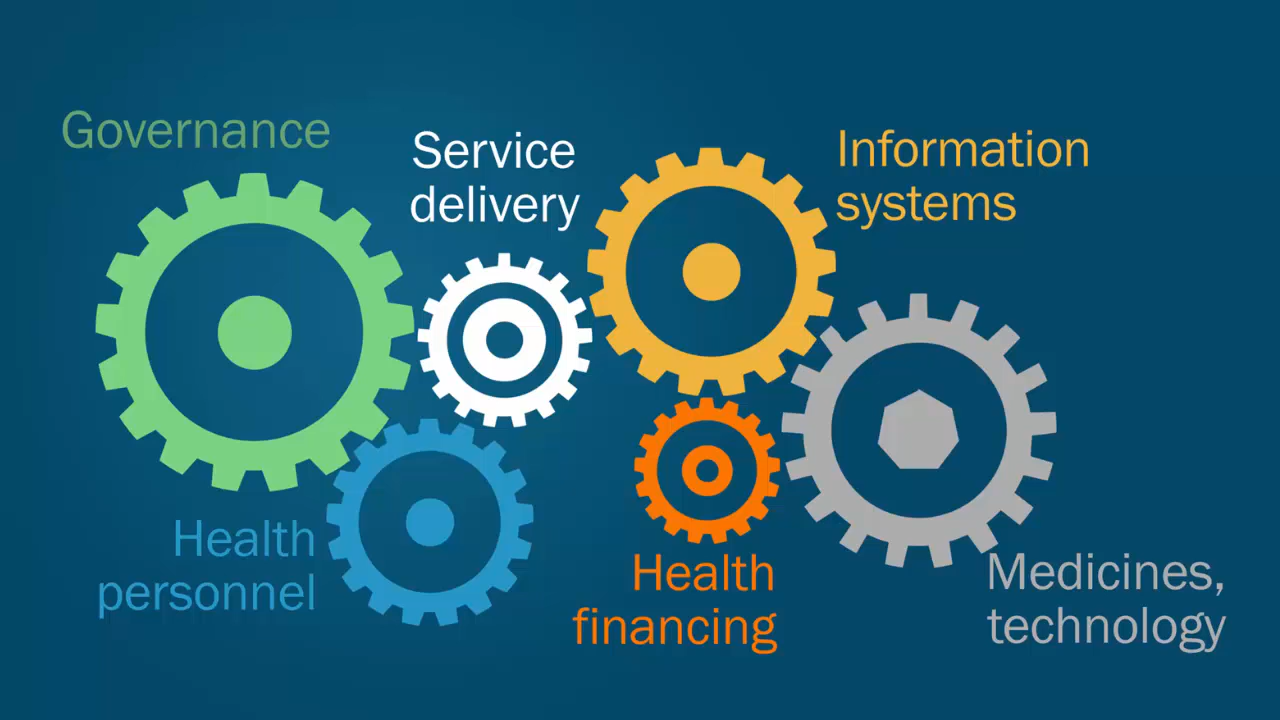 Governance
Service
delivery
Information
systems
Health
personnel
Health
financing
Medicines,
technology